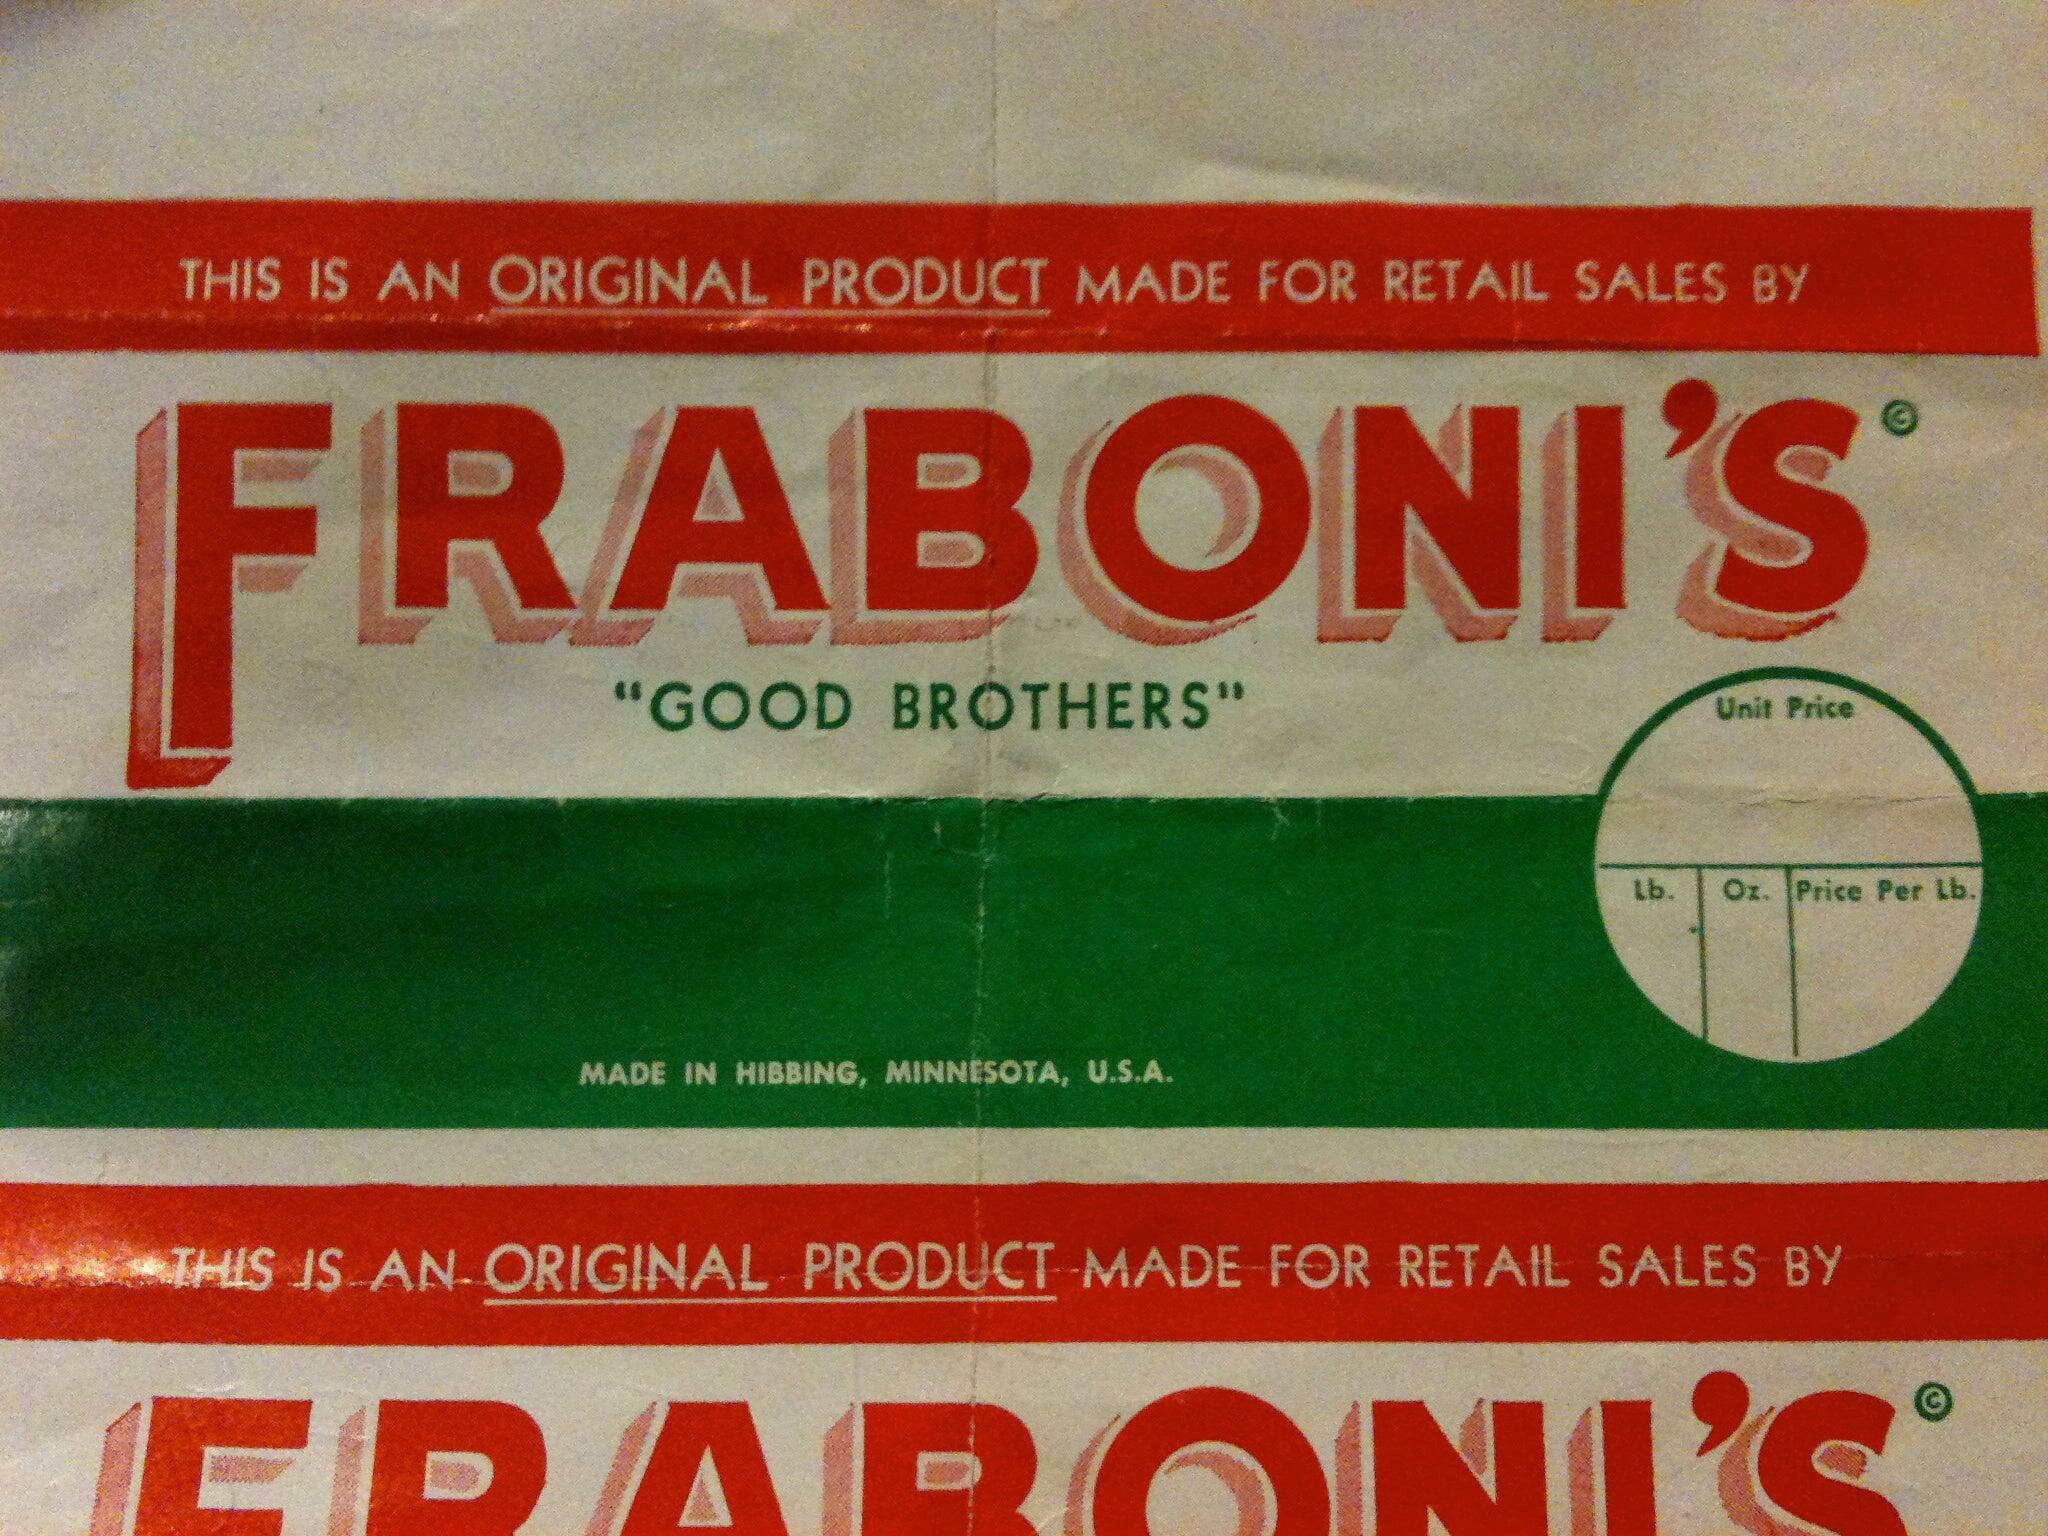 THIS IS AN ORIGINAL PRODUCT MADE FOR RETAIL SALES BY
FRABONI'S ©
"GOOD BROTHERS"
Unit Price
Lb. Oz. Price Per Lb.
MADE IN HIBBING, MINNESOTA, U.S.A.
THIS IS AN ORIGINAL PRODUCT MADE FOR RETAIL SALES BY
FRABONI'S ©